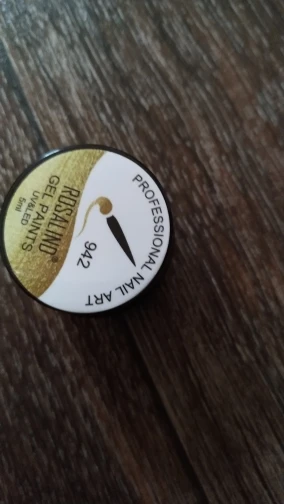 PROFESSIONAL NAIL ART
ROSALIND
GEL PAINTS
UV&LED
5ml
942